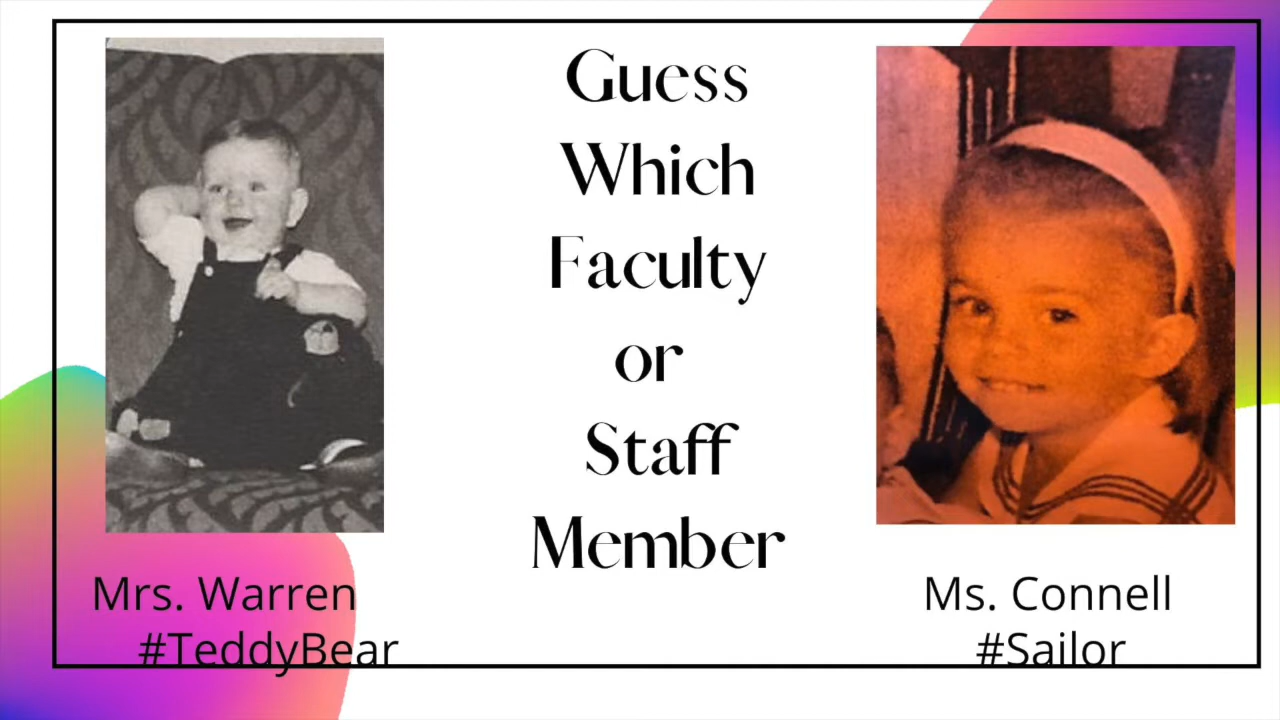 Guess
Which
Faculty
or
Staff
Member
Mrs. Warren
#TeddyBear
Ms. Connell
#Sailor